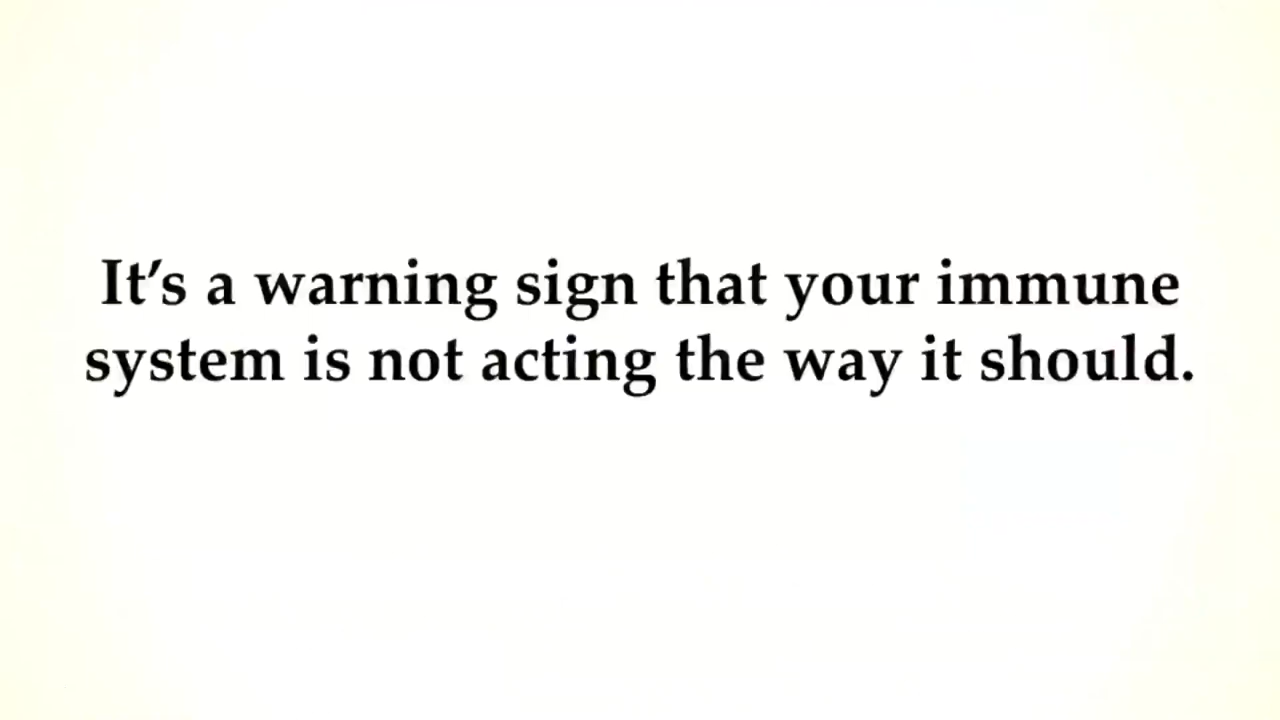 It’s a warning sign that your immune
system is not acting the way it should.